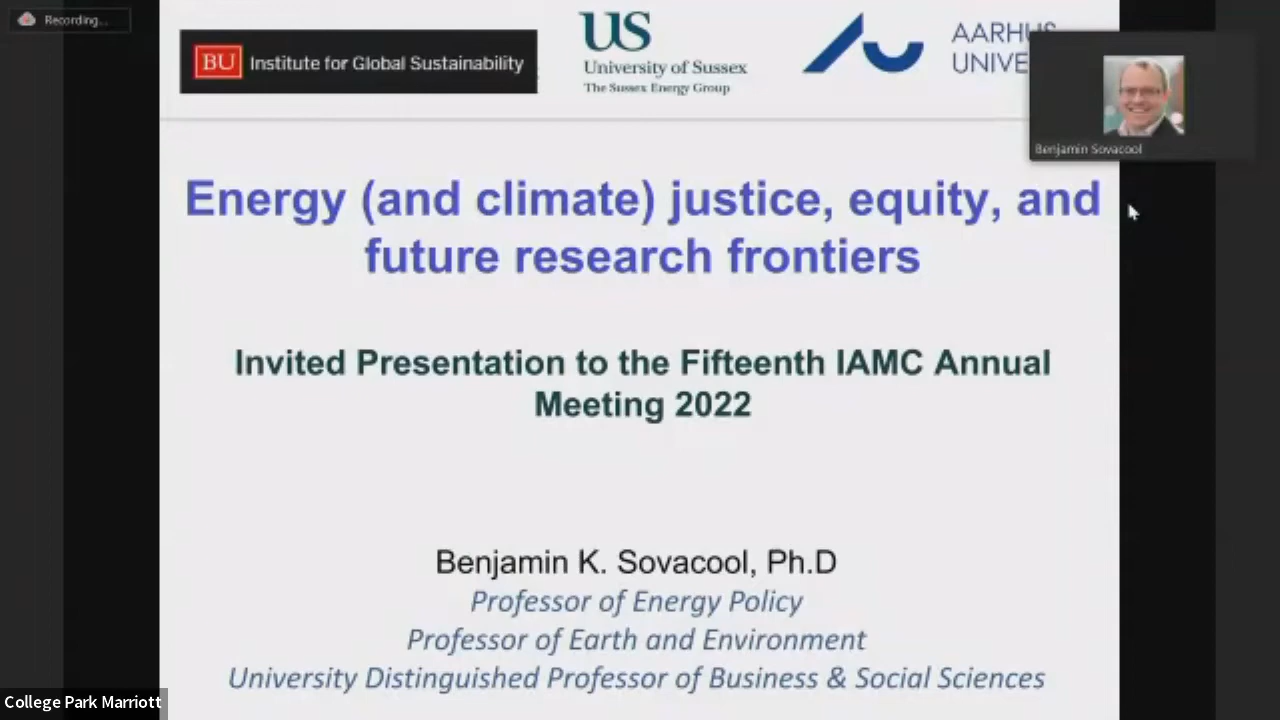 Recording...
BU Institute for Global Sustainability
US
University of Sussex
The Sussex Energy Group
AARHUS
UNIVE
Benjamin Sovacool
Energy (and climate) justice, equity, and
future research frontiers
Invited Presentation to the Fifteenth IAMC Annual
Meeting 2022
Benjamin K. Sovacool, Ph.D
Professor of Energy Policy
Professor of Earth and Environment
University Distinguished Professor of Business & Social Sciences
College Park Marriott